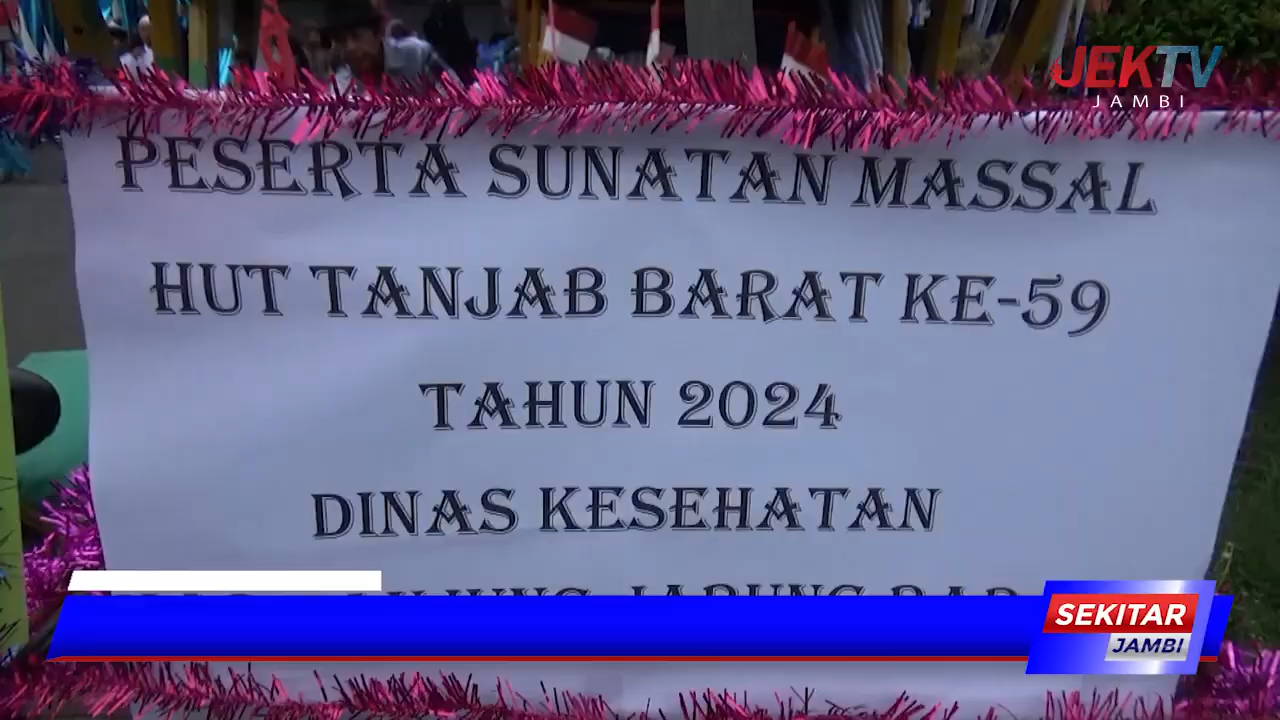 JEKTV
JAMBI
PESERTA SUNATAN MASSAL
HUT TANJAB BARAT KE-59
TAHUN 2024
DINAS KESEHATAN
SEKITAR
JAMBI